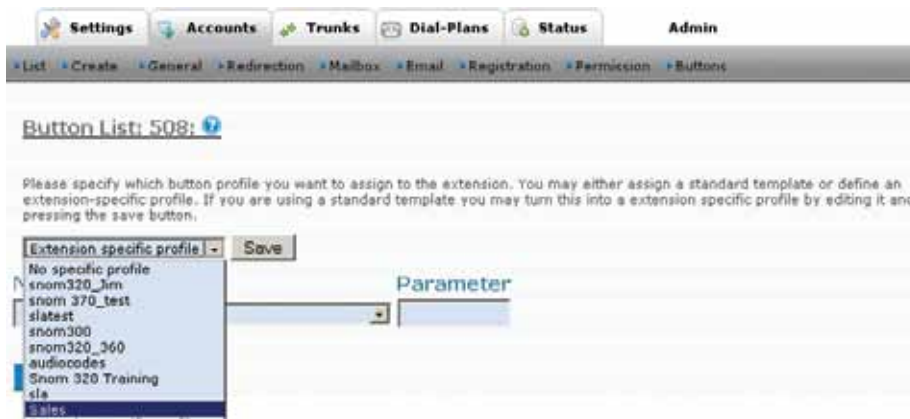 Settings Accounts Trunks Dial-Plans Status Admin
List Create General Redirection Mailbox Email Registration Permission Buttons
Button List: 508:
Please specify which button profile you want to assign to the extension. You may either assign a standard template or define an
extension-specific profile. If you are using a standard template you may turn this into a extension specific profile by editing it and
pressing the save button.
Extension specific profile Save
No specific profile
snom320_Jim
Parameter
snom 370_test
slatest
snom300
snom320_360
audiocodes
Snom 320 Training
sla
Sales